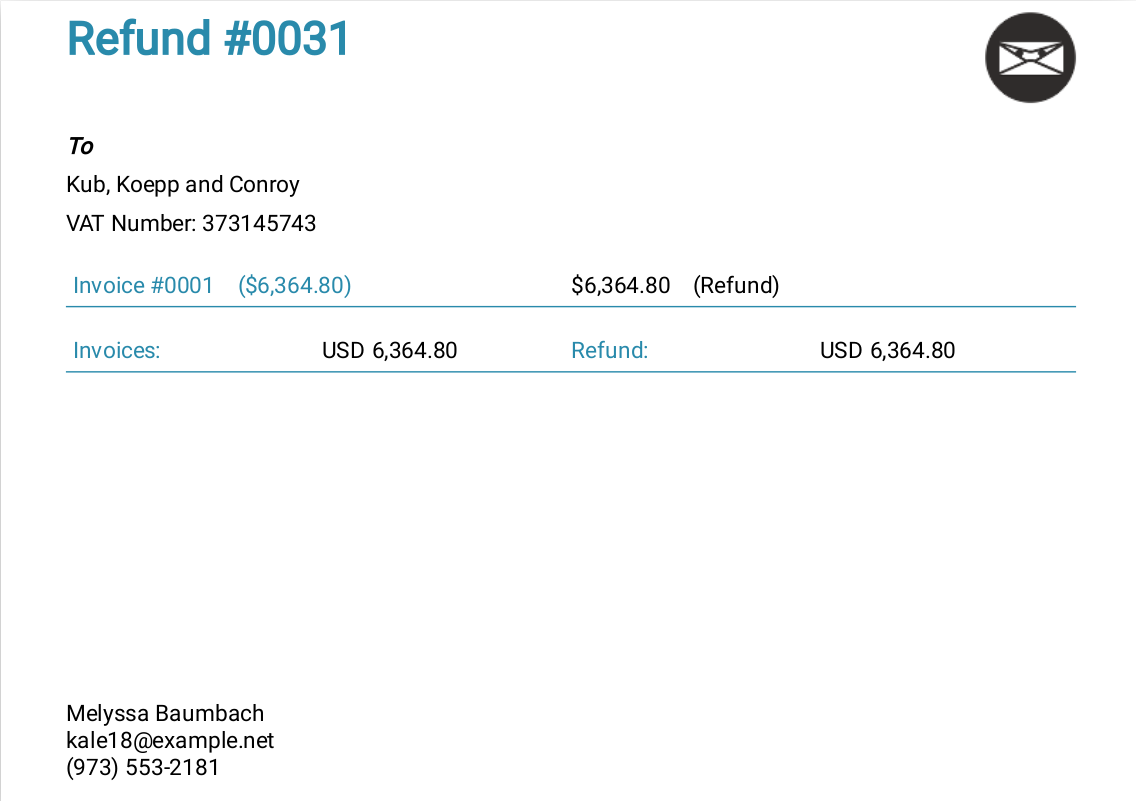 Refund #0031
To
Kub, Koepp and Conroy
VAT Number: 373145743
Invoice #0001 ($6,364.80) $6,364.80 (Refund)
Invoices: USD 6,364.80 Refund: USD 6,364.80
Melyssa Baumbach
kale18@example.net
(973) 553-2181